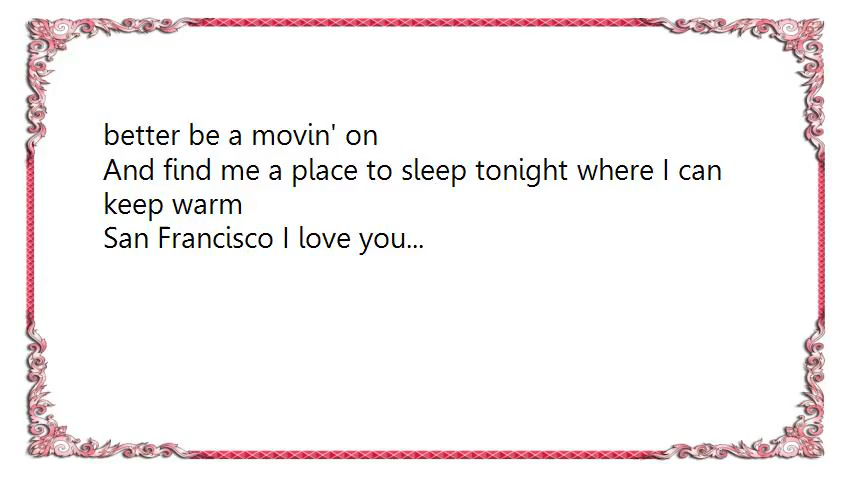 better be a movin' on
And find me a place to sleep tonight where I can
keep warm
San Francisco I love you...